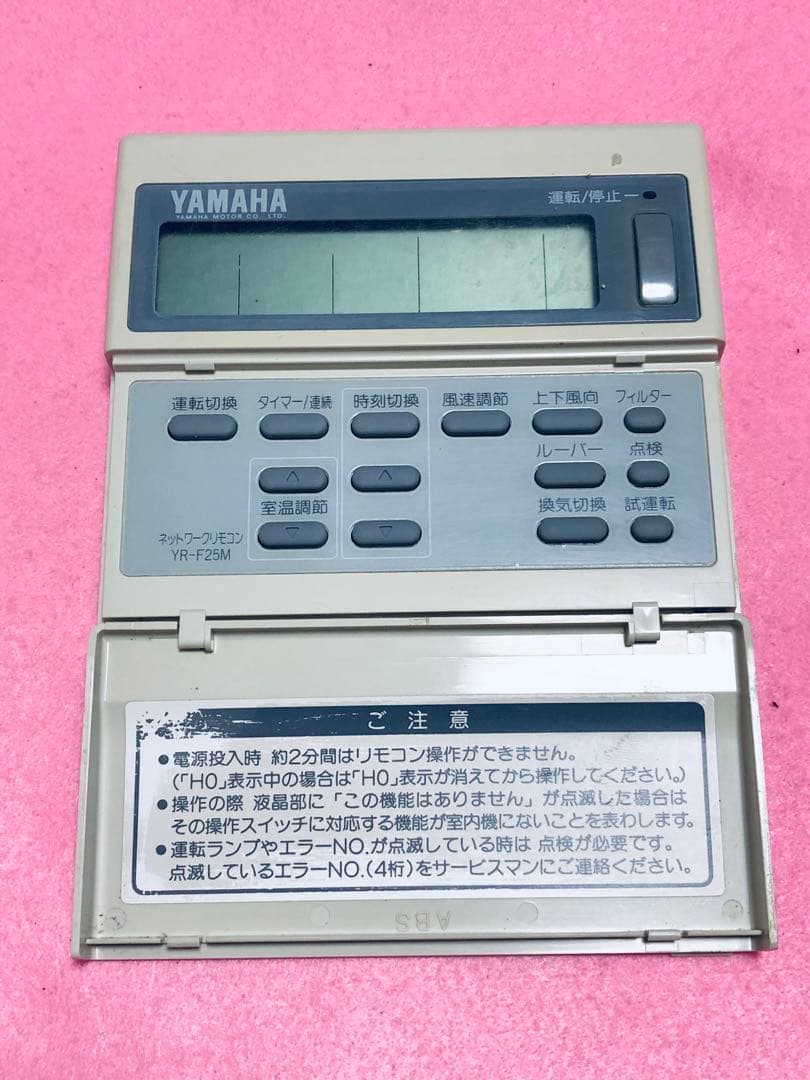 YAMAHA
YAMAHA MOTOR CO., LTD.
運転/停止
運転切換
タイマー/連続
時刻切換
風速調節
上下風向
フィルター
ルーバー
点検
室温調節
換気切換
試運転
ネットワークリモコン
YR-F25M
ご注意
●電源投入時 約2分間はリモコン操作ができません。
(「H0」表示中の場合は「H0」表示が消えてから操作してください。)
●操作の際 液晶部に「この機能はありません」が点滅した場合は
その操作スイッチに対応する機能が室内機にないことを表わします。
●運転ランプやエラーNO.が点滅している時は 点検が必要です。
点滅しているエラーNO.(4桁)をサービスマンにご連絡ください。
ABS